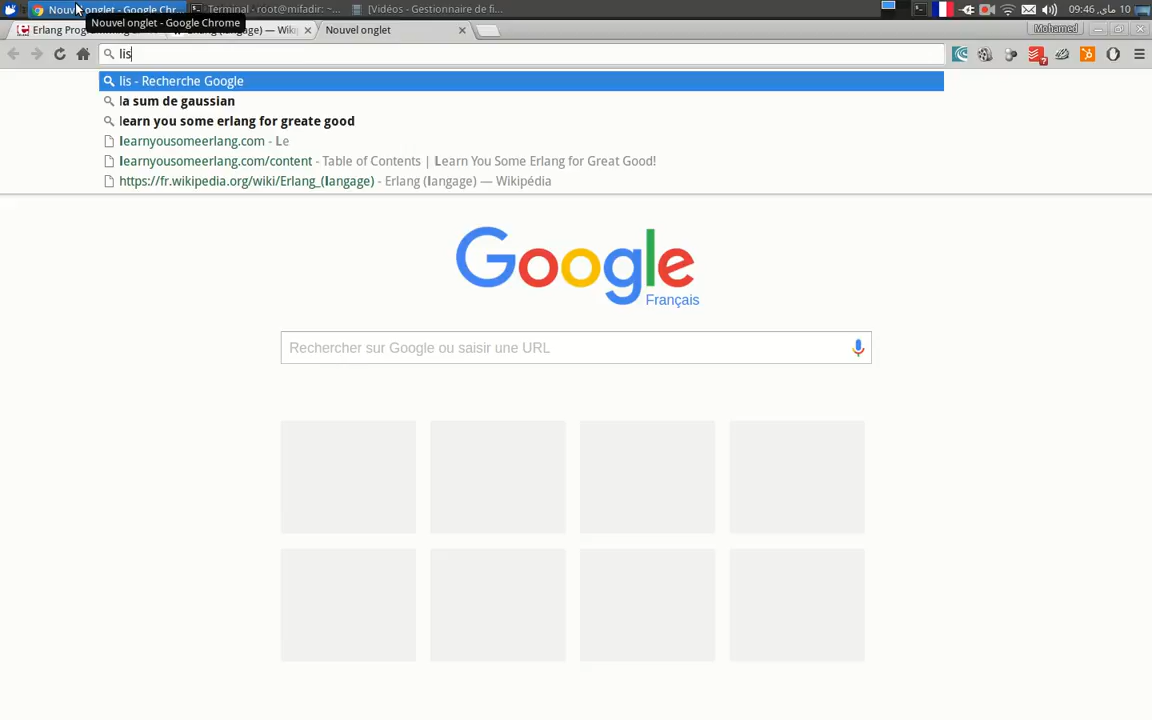 Nouvel onglet - Google Chr...
Terminal - root@mifadir: ~...
[Vidéos - Gestionnaire de fi...
09:46 ماي, 10
Nouvel onglet - Google Chrome
Erlang Programming
(langage) — Wiki
Nouvel onglet
Mohamed
lis
lis - Recherche Google
la sum de gaussian
learn you some erlang for greate good
learnyousomeerlang.com - Le
learnyousomeerlang.com/content - Table of Contents | Learn You Some Erlang for Great Good!
https://fr.wikipedia.org/wiki/Erlang_(langage) - Erlang (langage) — Wikipédia
Google
Français
Rechercher sur Google ou saisir une URL